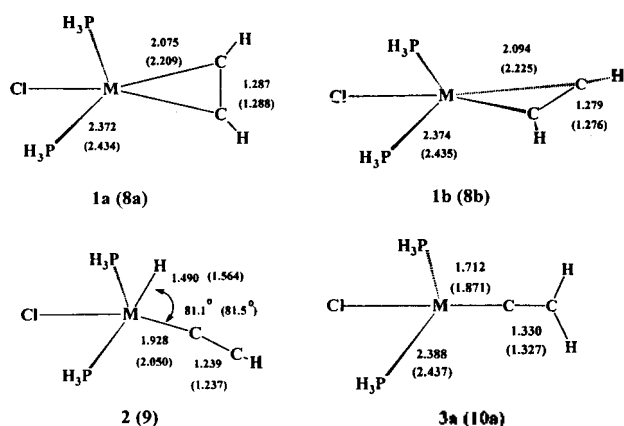 H₃P
H
2.075
(2.209)
C
Cl
M
1.287
(1.288)
C
2.372
(2.434)
H
H₃P
1a (8a)
H₃P
2.094
(2.225)
H
C
Cl
M
C
1.279
(1.276)
H
2.374
(2.435)
H₃P
1b (8b)
H
H₃P
1.490 (1.564)
Cl
M
81.1° (81.5°)
C
1.928
(2.050)
C
H
1.239
(1.237)
H₃P
2 (9)
H₃P
1.712
(1.871)
H
Cl
M
C
C
1.330
(1.327)
H
2.388
(2.437)
H₃P
3a (10a)